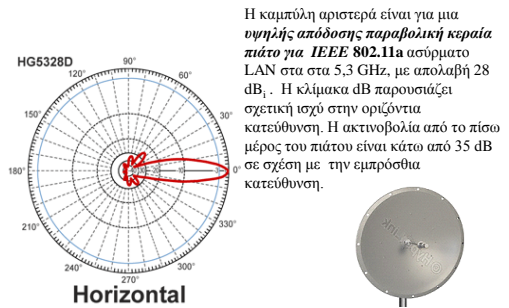 Η καμπύλη αριστερά είναι για μια
υψηλής απόδοσης παραβολική κεραία
πιάτο για IEEE 802.11a ασύρματο
LAN στα στα 5,3 GHz, με απολαβή 28
dBi . Η κλίμακα dB παρουσιάζει
σχετική ισχύ στην οριζόντια
κατεύθυνση. Η ακτινοβολία από το πίσω
μέρος του πιάτου είναι κάτω από 35 dB
σε σχέση με την εμπρόσθια
κατεύθυνση.
HG5328D
90°
120°
60°
150°
30°
180°
0°
210°
330°
240°
300°
270°
Horizontal